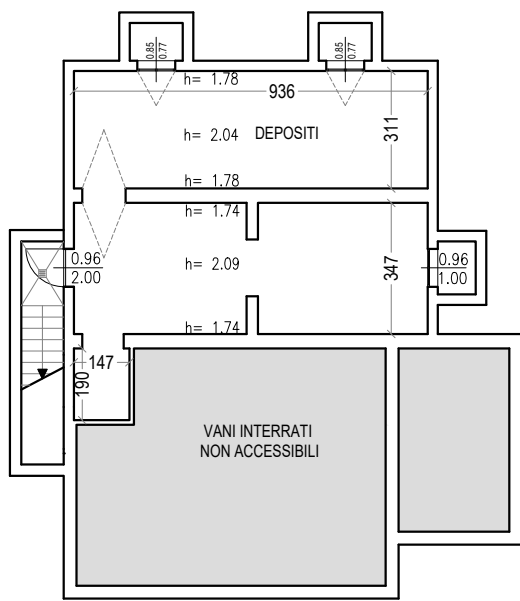 0.85
0.77
0.85
0.77
h= 1.78
936
h= 2.04
DEPOSITI
311
h= 1.78
h= 1.74
0.96
2.00
h= 2.09
347
0.96
1.00
h= 1.74
147
190
VANI INTERRATI
NON ACCESSIBILI